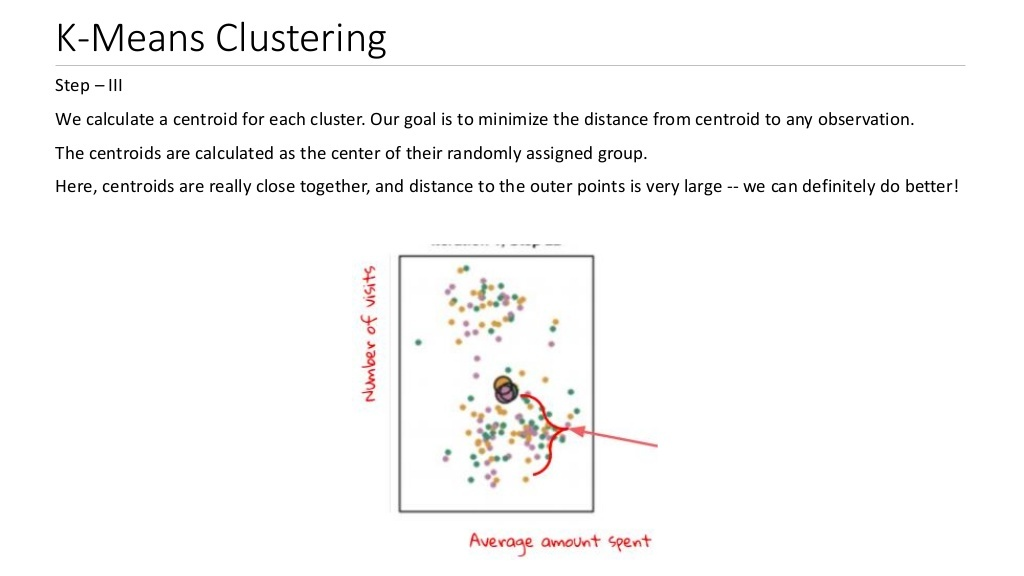 K-Means Clustering
Step – III
We calculate a centroid for each cluster. Our goal is to minimize the distance from centroid to any observation.
The centroids are calculated as the center of their randomly assigned group.
Here, centroids are really close together, and distance to the outer points is very large -- we can definitely do better!
Number of visits
Average amount spent